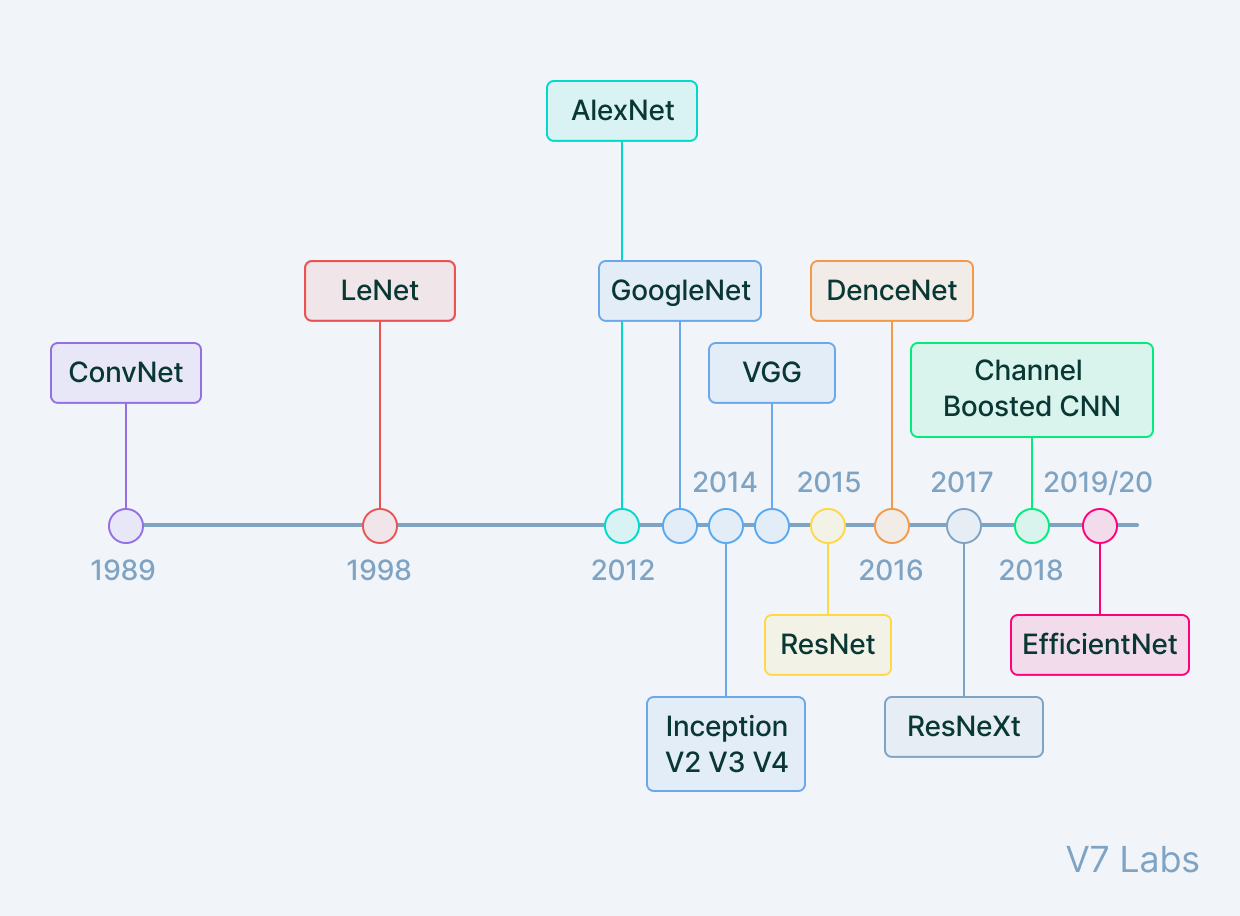 AlexNet
LeNet
GoogleNet
DenceNet
ConvNet
VGG
Channel
Boosted CNN
2014
2015
2017
2019/20
1989
1998
2012
2016
2018
ResNet
EfficientNet
Inception
V2 V3 V4
ResNeXt
V7 Labs